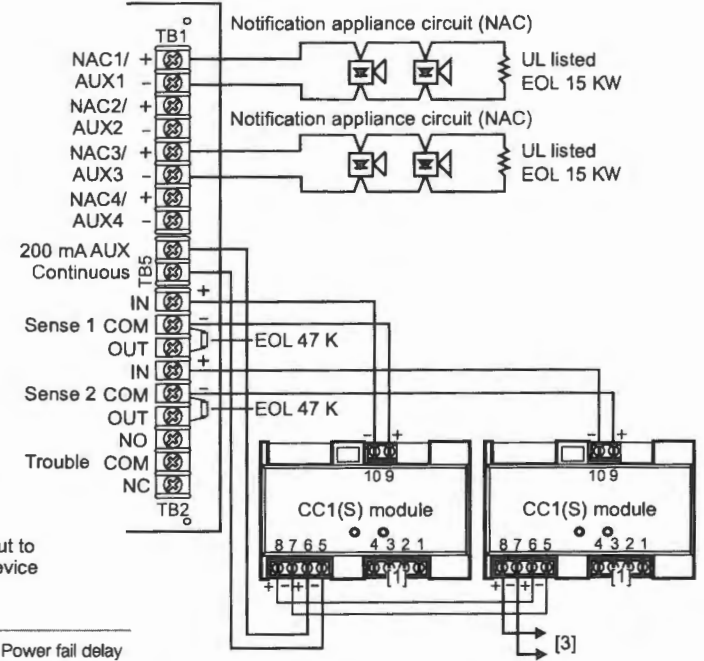 TB1
Notification appliance circuit (NAC)
NAC1/ +
AUX1 -
UL listed
EOL 15 KW
NAC2/ +
AUX2 -
Notification appliance circuit (NAC)
NAC3/ +
AUX3 -
UL listed
EOL 15 KW
NAC4/ +
AUX4 -
200 mA AUX
Continuous
TB5
IN +
Sense 1 COM -
OUT
EOL 47 K
IN +
Sense 2 COM -
OUT
EOL 47 K
NO
Trouble COM
NC
TB2
- +
10 9
CC1(S) module
8 7 6 5 4 3 2 1
[1]
+ - + -
- +
10 9
CC1(S) module
8 7 6 5 4 3 2 1
[1]
+ - + -
[3]
ut to
evice
Power fail delay